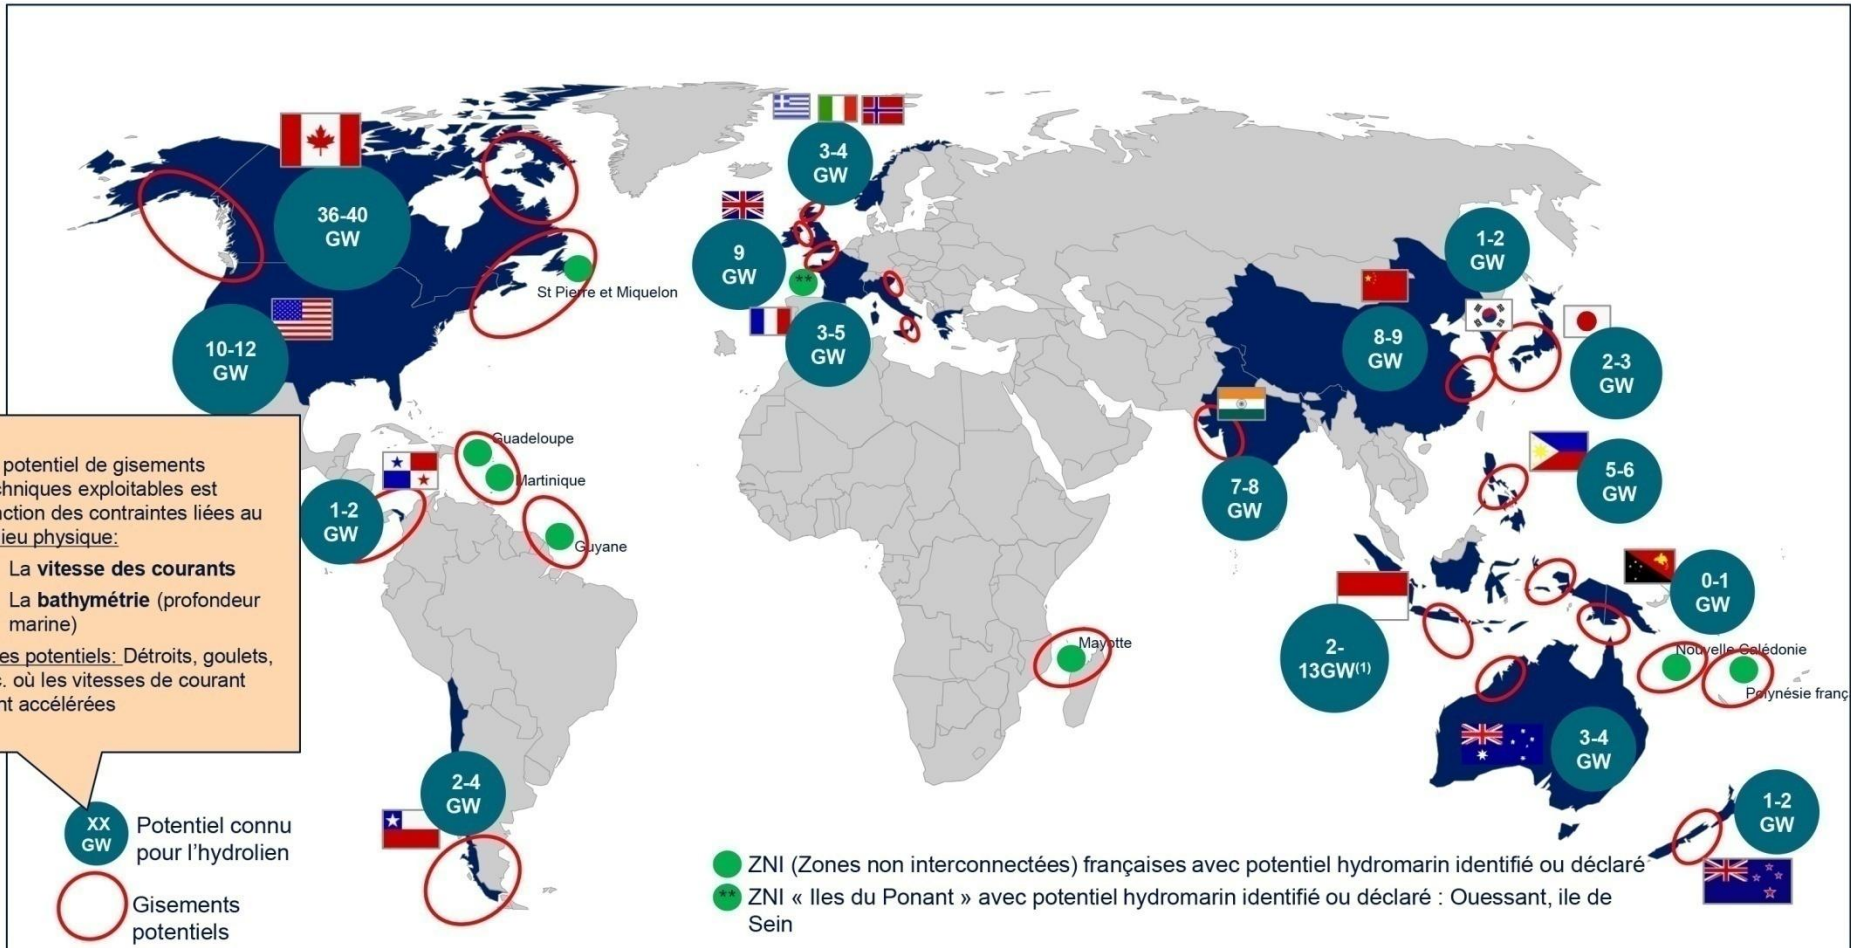 36-40
GW
3-4
GW
9
GW
1-2
GW
St Pierre et Miquelon
10-12
GW
3-5
GW
8-9
GW
2-3
GW
Guadeloupe
Martinique
Guyane
1-2
GW
7-8
GW
5-6
GW
potentiel de gisements
exploitables est
des contraintes liées au
physique:
La vitesse des courants
La bathymétrie (profondeur
marine)
potentiels: Détroits, goulets,
où les vitesses de courant
accélérées
Mayotte
2-
13GW(1)
0-1
GW
Nouvelle Calédonie
Polynésie
3-4
GW
2-4
GW
1-2
GW
XX
GW
Potentiel connu
pour l’hydrolien
Gisements
potentiels
ZNI (Zones non interconnectées) françaises avec potentiel hydromarin identifié ou déclaré
** ZNI « Iles du Ponant » avec potentiel hydromarin identifié ou déclaré : Ouessant, ile de
Sein
**